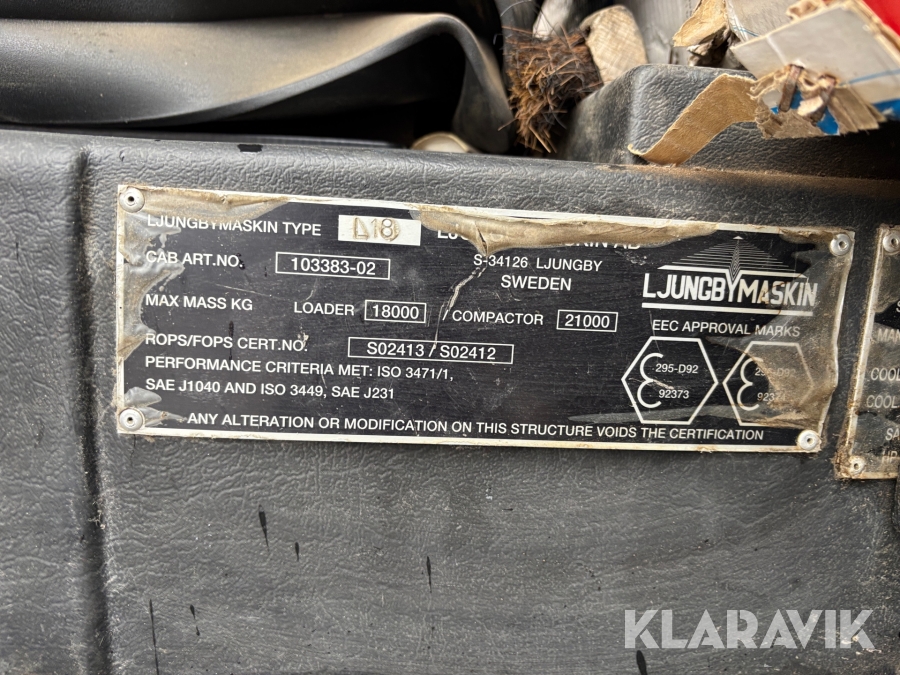 LJUNGBYMASKIN TYPE L18
CAB ART.NO. 103383-02
S-34126 LJUNGBY
SWEDEN
MAX MASS KG LOADER 18000 COMPACTOR 21000
ROPS/FOPS CERT.NO. S02413 / S02412
PERFORMANCE CRITERIA MET: ISO 3471/1,
SAE J1040 AND ISO 3449, SAE J231
LJUNGBYMASKIN
EEC APPROVAL MARKS
295-D92
92373
ANY ALTERATION OR MODIFICATION ON THIS STRUCTURE VOIDS THE CERTIFICATION
KLARAVIK